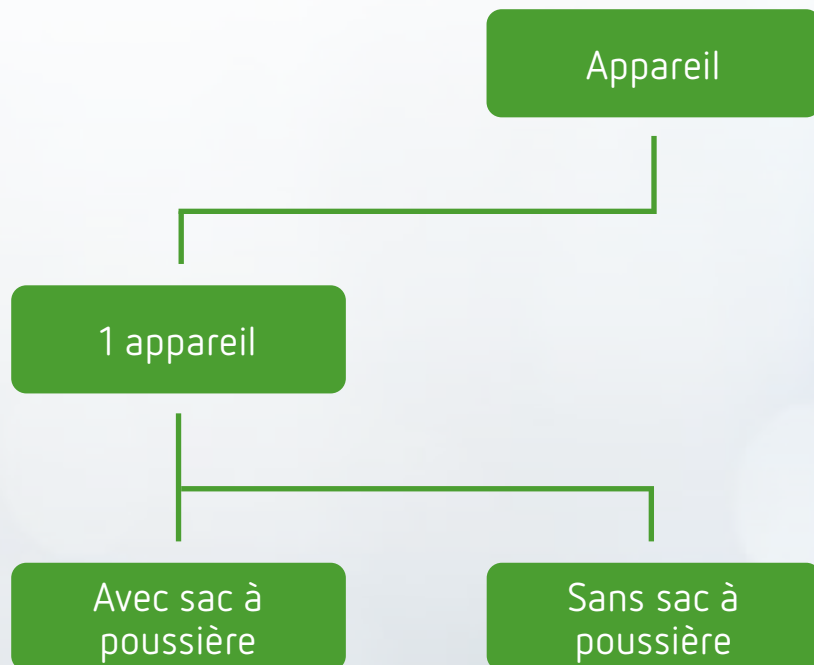 Appareil
1 appareil
Avec sac à
poussière
Sans sac à
poussière